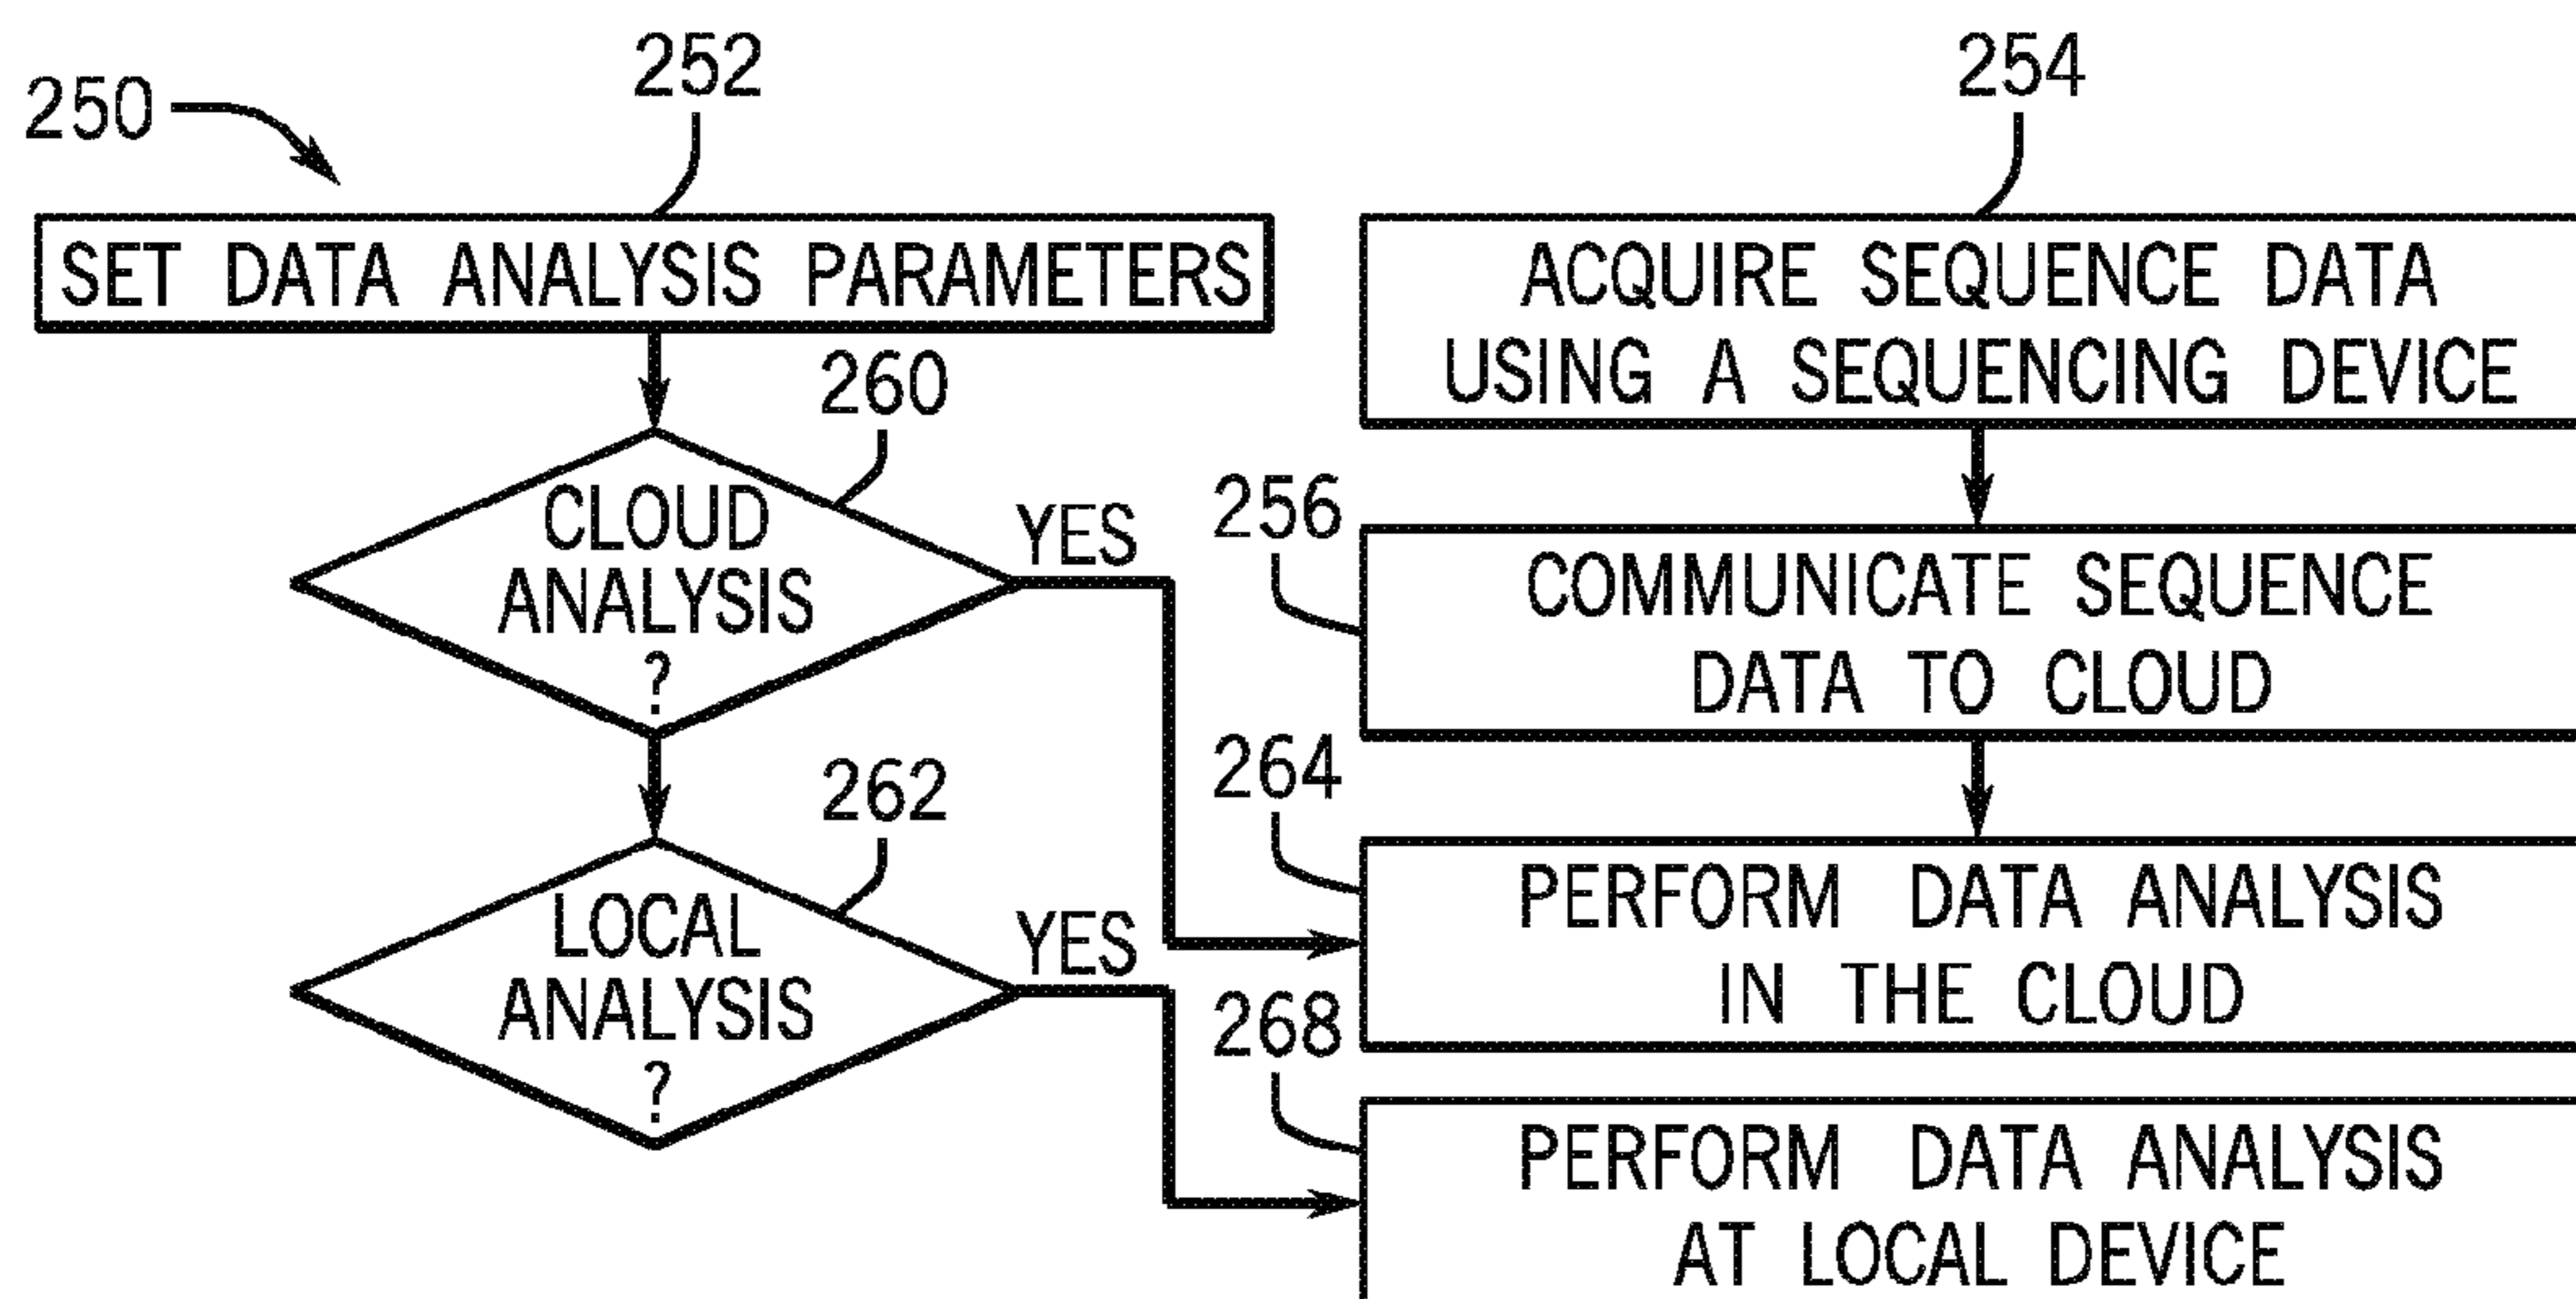 250
252
SET DATA ANALYSIS PARAMETERS
260
CLOUD
ANALYSIS
?
YES
262
LOCAL
ANALYSIS
?
YES
254
ACQUIRE SEQUENCE DATA
USING A SEQUENCING DEVICE
256
COMMUNICATE SEQUENCE
DATA TO CLOUD
264
PERFORM DATA ANALYSIS
IN THE CLOUD
268
PERFORM DATA ANALYSIS
AT LOCAL DEVICE